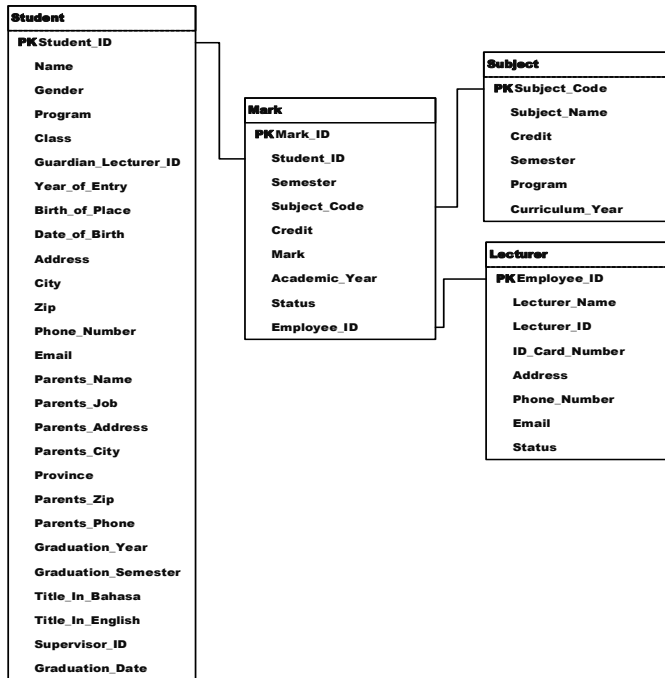 Student
PK Student_ID
Name
Gender
Program
Class
Guardian_Lecturer_ID
Year_of_Entry
Birth_of_Place
Date_of_Birth
Address
City
Zip
Phone_Number
Email
Parents_Name
Parents_Job
Parents_Address
Parents_City
Province
Parents_Zip
Parents_Phone
Graduation_Year
Graduation_Semester
Title_In_Bahasa
Title_In_English
Supervisor_ID
Graduation_Date
Mark
PK Mark_ID
Student_ID
Semester
Subject_Code
Credit
Mark
Academic_Year
Status
Employee_ID
Subject
PK Subject_Code
Subject_Name
Credit
Semester
Program
Curriculum_Year
Lecturer
PK Employee_ID
Lecturer_Name
Lecturer_ID
ID_Card_Number
Address
Phone_Number
Email
Status